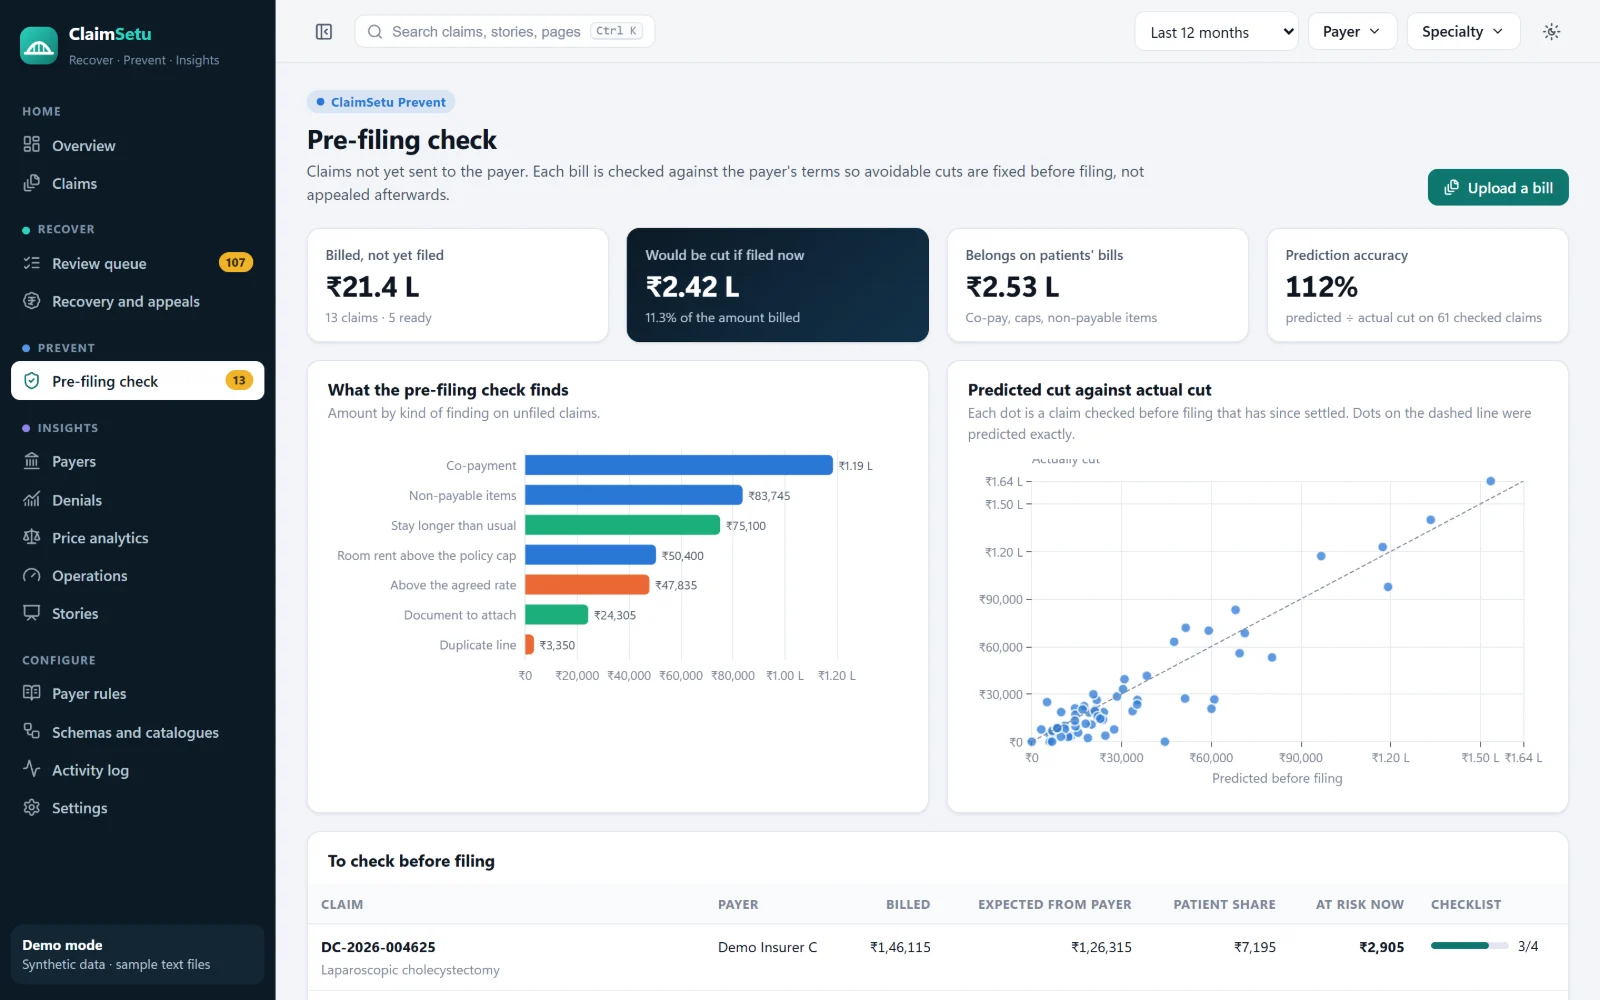 ClaimSetu
Recover · Prevent · Insights
HOME
Overview
Claims
RECOVER
Review queue 107
Recovery and appeals
PREVENT
Pre-filing check 13
INSIGHTS
Payers
Denials
Price analytics
Operations
Stories
CONFIGURE
Payer rules
Schemas and catalogues
Activity log
Settings
Demo mode
Synthetic data · sample text files
Search claims, stories, pages Ctrl K
Last 12 months
Payer
Specialty
ClaimSetu Prevent
Pre-filing check
Claims not yet sent to the payer. Each bill is checked against the payer's terms so avoidable cuts are fixed before filing, not
appealed afterwards.
Upload a bill
Billed, not yet filed
₹21.4 L
13 claims · 5 ready
Would be cut if filed now
₹2.42 L
11.3% of the amount billed
Belongs on patients' bills
₹2.53 L
Co-pay, caps, non-payable items
Prediction accuracy
112%
predicted ÷ actual cut on 61 checked claims
What the pre-filing check finds
Amount by kind of finding on unfiled claims.
Co-payment ₹1.19 L
Non-payable items ₹83,745
Stay longer than usual ₹75,100
Room rent above the policy cap ₹50,400
Above the agreed rate ₹47,835
Document to attach ₹24,305
Duplicate line ₹3,350
₹0 ₹20,000 ₹40,000 ₹60,000 ₹80,000 ₹1.00 L ₹1.20 L
Predicted cut against actual cut
Each dot is a claim checked before filing that has since settled. Dots on the dashed line were
predicted exactly.
Actually cut
₹1.64 L
₹1.50 L
₹1.20 L
₹90,000
₹60,000
₹30,000
₹0
₹0 ₹30,000 ₹60,000 ₹90,000 ₹1.20 L ₹1.50 L ₹1.64 L
Predicted before filing
To check before filing
CLAIM PAYER BILLED EXPECTED FROM PAYER PATIENT SHARE AT RISK NOW CHECKLIST
DC-2026-004625 Demo Insurer C ₹1,46,115 ₹1,26,315 ₹7,195 ₹2,905 3/4
Laparoscopic cholecystectomy